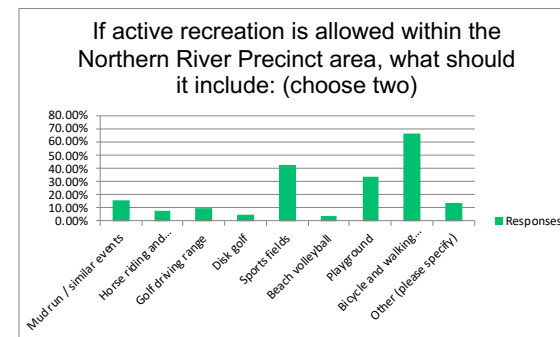 If active recreation is allowed within the
Northern River Precinct area, what should
it include: (choose two)
80.00%
70.00%
60.00%
50.00%
40.00%
30.00%
20.00%
10.00%
0.00%
Responses
Mud run / similar events
Horse riding and…
Golf driving range
Disk golf
Sports fields
Beach volleyball
Playground
Bicycle and walking…
Other (please specify)